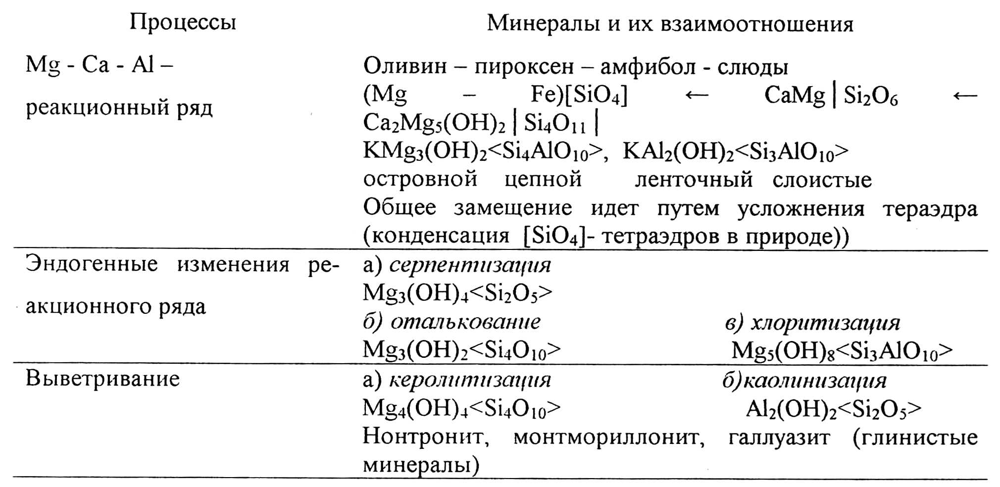 Процессы Минералы и их взаимоотношения
Mg - Ca - Al –
реакционный ряд
Оливин – пироксен – амфибол - слюды
(Mg – Fe)[SiO₄] ← CaMg | Si₂O₆ ←
Ca₂Mg₅(OH)₂ | Si₄O₁₁ |
KMg₃(OH)₂<Si₄AlO₁₀>, KAl₂(OH)₂<Si₃AlO₁₀>
островной цепной ленточный слоистые
Общее замещение идет путем усложнения тераэдра
(конденсация [SiO₄]- тетраэдров в природе))
Эндогенные изменения ре-
акционного ряда
а) серпентизация
Mg₃(OH)₄<Si₂O₅>
б) оталькование в) хлоритизация
Mg₃(OH)₂<Si₄O₁₀> Mg₅(OH)₈<Si₃AlO₁₀>
Выветривание
а) керолитизация б)каолинизация
Mg₄(OH)₄<Si₄O₁₀> Al₂(OH)₂<Si₂O₅>
Нонтронит, монтмориллонит, галлуазит (глинистые
минералы)